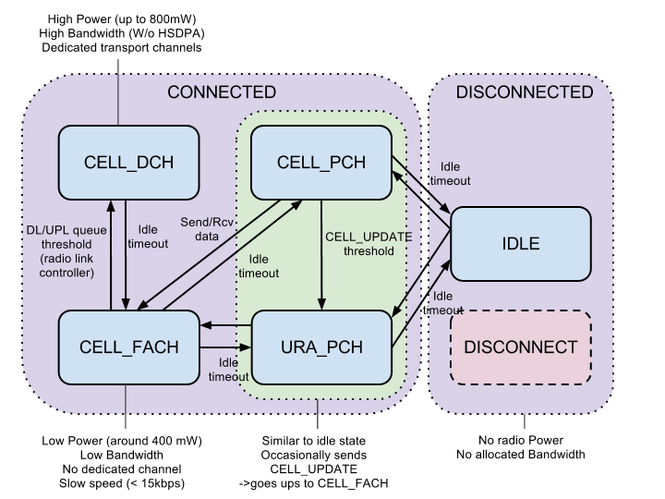 High Power (up to 800mW)
High Bandwidth (W/o HSDPA)
Dedicated transport channels
CONNECTED
DISCONNECTED
CELL_DCH
CELL_PCH
Idle
timeout
DL/UPL queue
threshold
(radio link
controller)
Idle
timeout
Send/Rcv
data
Idle
timeout
CELL_UPDATE
threshold
IDLE
Idle
timeout
CELL_FACH
Idle
timeout
URA_PCH
DISCONNECT
Low Power (around 400 mW)
Low Bandwidth
No dedicated channel
Slow speed (< 15kbps)
Similar to idle state
Occasionally sends
CELL_UPDATE
->goes ups to CELL_FACH
No radio Power
No allocated Bandwidth